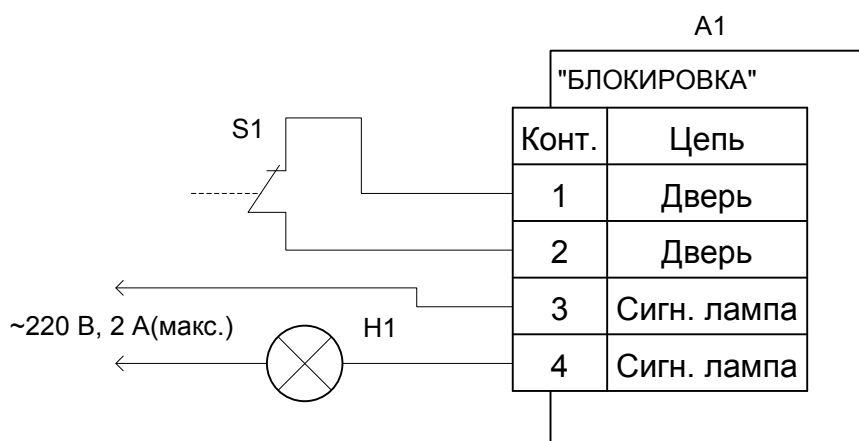 A1
"БЛОКИРОВКА"
S1
Конт. Цепь
1 Дверь
2 Дверь
3 Сигн. лампа
~220 В, 2 А(макс.)
H1
4 Сигн. лампа